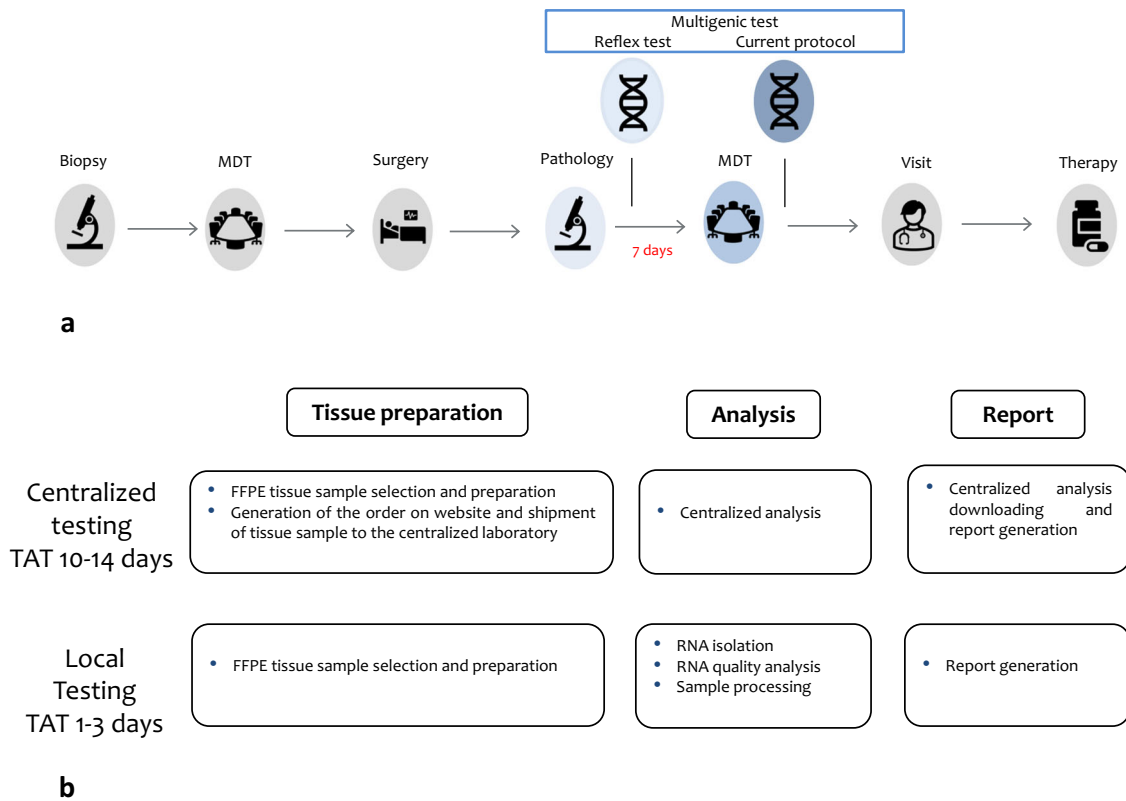 Multigenic test
Reflex test Current protocol
Biopsy MDT Surgery Pathology MDT Visit Therapy
7 days
a
Tissue preparation Analysis Report
Centralized
testing
TAT 10-14 days
• FFPE tissue sample selection and preparation
• Generation of the order on website and shipment
of tissue sample to the centralized laboratory
• Centralized analysis
• Centralized analysis
downloading and
report generation
Local
Testing
TAT 1-3 days
• FFPE tissue sample selection and preparation
• RNA isolation
• RNA quality analysis
• Sample processing
• Report generation
b